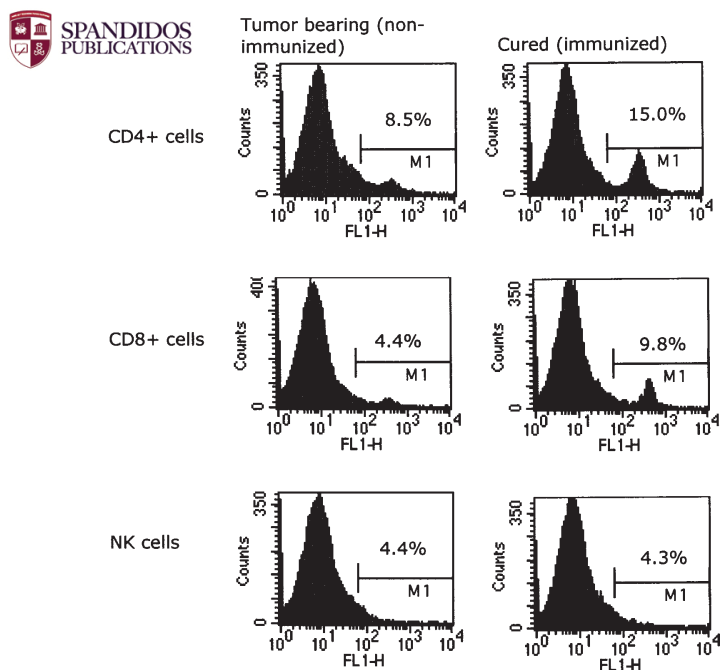 SPANDIDOS
PUBLICATIONS
Tumor bearing (non-
immunized)
Cured (immunized)
CD4+ cells
350
Counts
0
8.5%
M1
10^0 10^1 10^2 10^3 10^4
FL1-H
350
Counts
0
15.0%
M1
10^0 10^1 10^2 10^3 10^4
FL1-H
CD8+ cells
400
Counts
0
4.4%
M1
10^0 10^1 10^2 10^3 10^4
FL1-H
350
Counts
0
9.8%
M1
10^0 10^1 10^2 10^3 10^4
FL1-H
NK cells
350
Counts
0
4.4%
M1
10^0 10^1 10^2 10^3 10^4
FL1-H
350
Counts
0
4.3%
M1
10^0 10^1 10^2 10^3 10^4
FL1-H